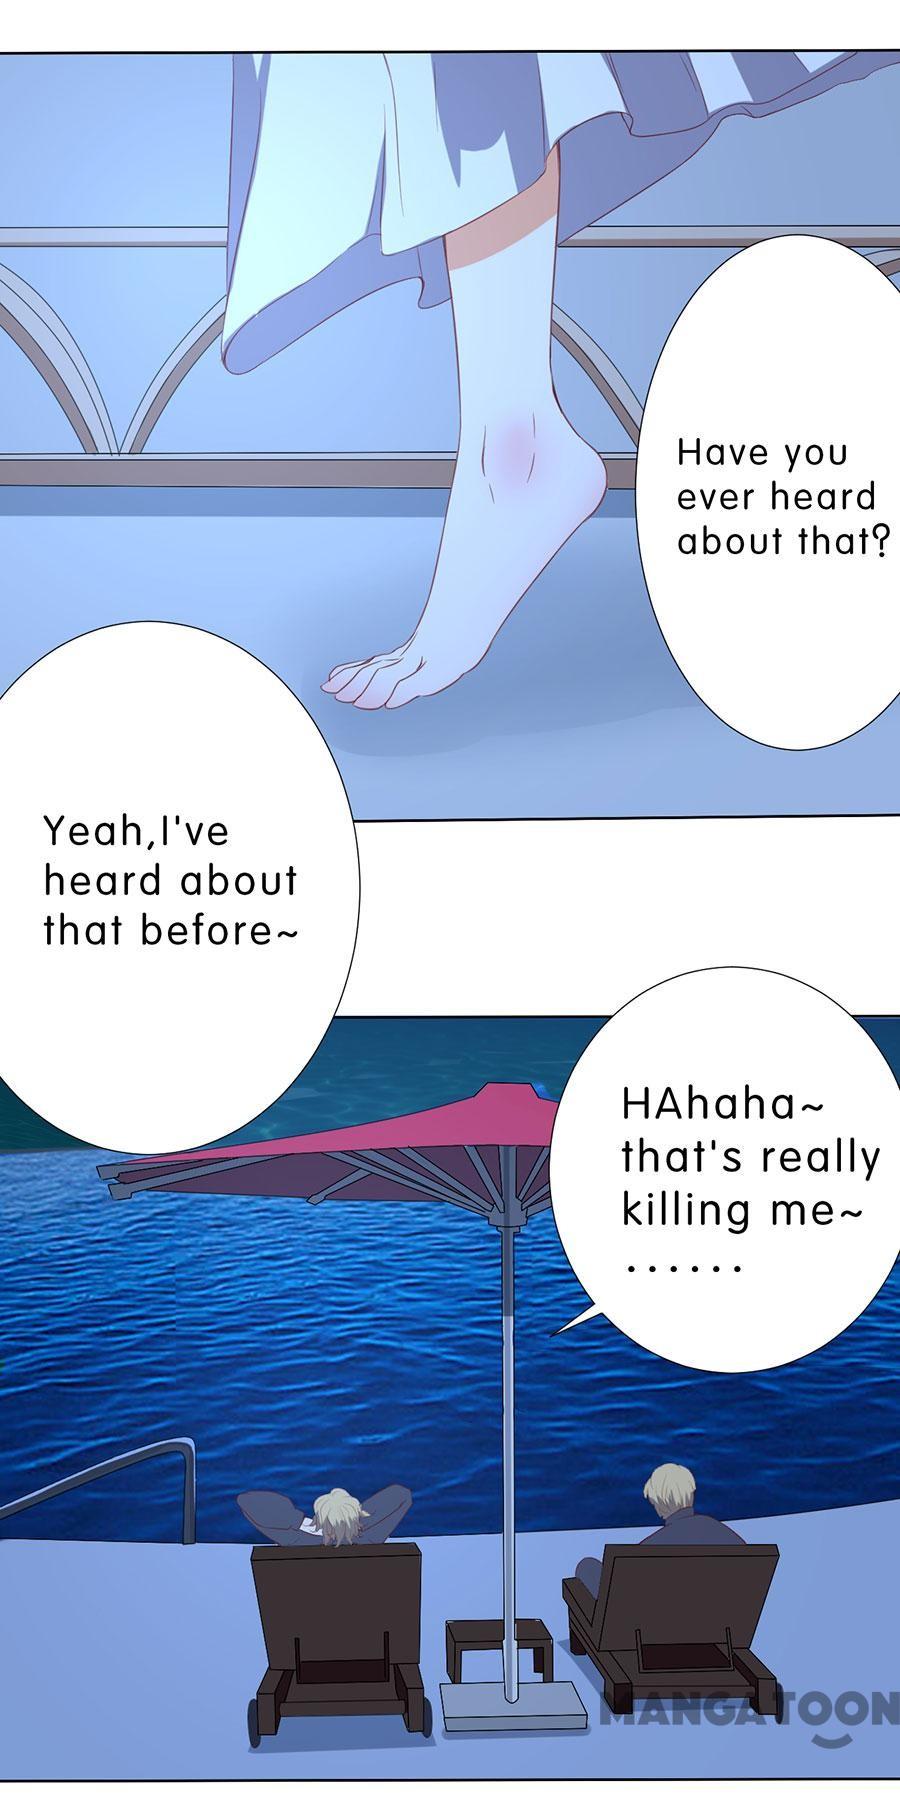 Have you
ever heard
about that?
Yeah,I've
heard about
that before~
HAhaha~
that's really
killing me~
......
MANGATOON